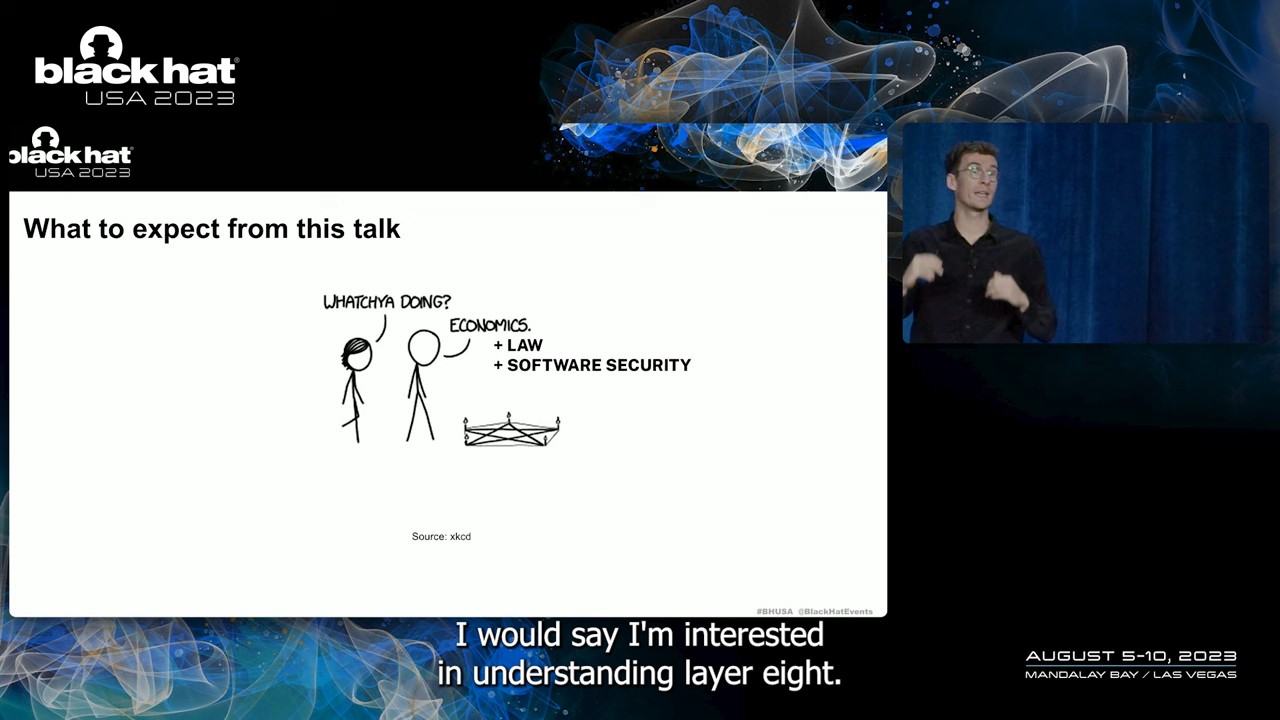 black hat®
USA 2023
black hat®
USA 2023
What to expect from this talk
WHATCHYA DOING?
ECONOMICS.
+ LAW
+ SOFTWARE SECURITY
Source: xkcd
#BHUSA @BlackHatEvents
I would say I'm interested
in understanding layer eight.
AUGUST 5-10, 2023
MANDALAY BAY / LAS VEGAS